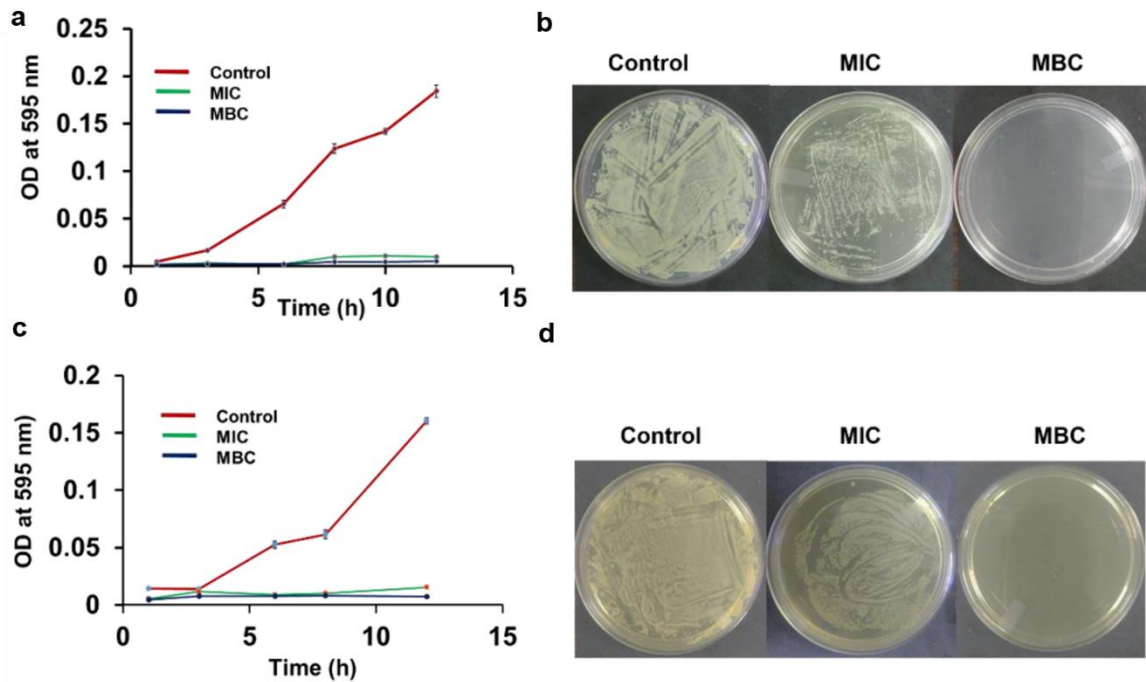 a
0.25
0.2
0.15
0.1
0.05
0
OD at 595 nm
Control
MIC
MBC
0 5 10 15
Time (h)
b
Control MIC MBC
c
0.2
0.15
0.1
0.05
0
OD at 595 nm)
Control
MIC
MBC
0 5 10 15
Time (h)
d
Control MIC MBC